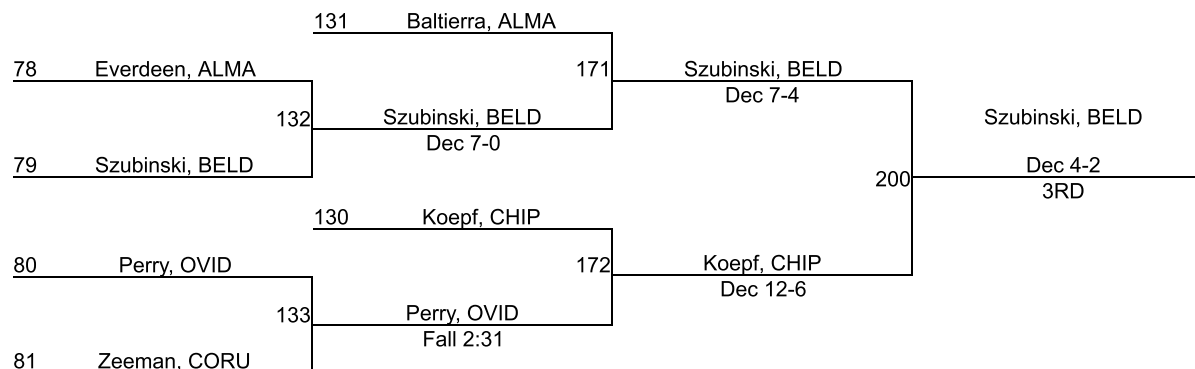 131 Baltierra, ALMA
78 Everdeen, ALMA
171
Szubinski, BELD
Dec 7-4
132
Szubinski, BELD
Dec 7-0
Szubinski, BELD
79 Szubinski, BELD
Dec 4-2
3RD
200
130 Koepf, CHIP
80 Perry, OVID
172
Koepf, CHIP
Dec 12-6
133
Perry, OVID
Fall 2:31
81 Zeeman, CORU